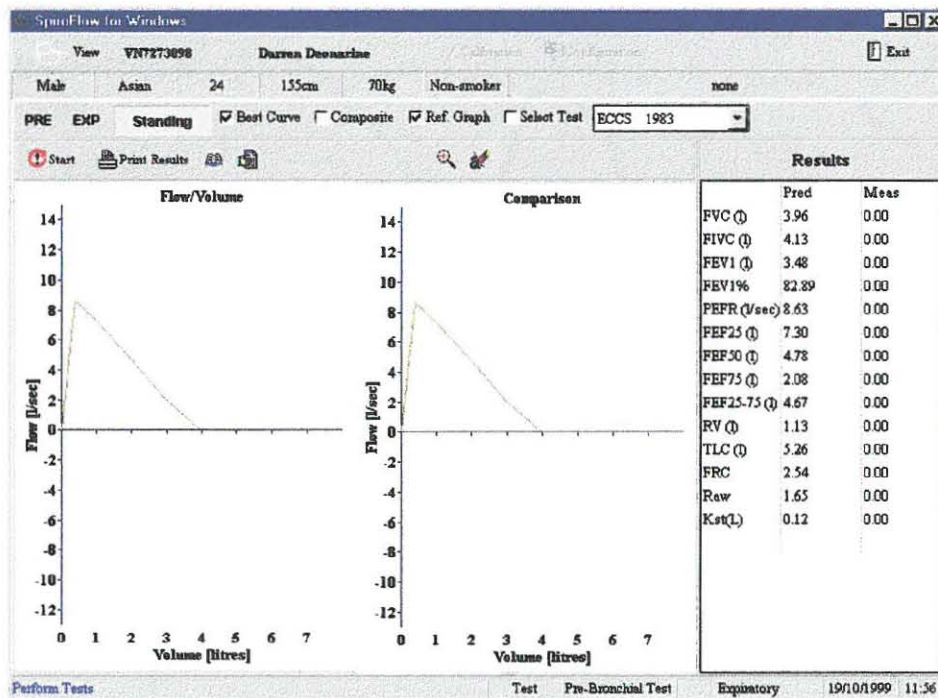 SpiroFlow for Windows
View VN7273098 Darren Deonarine Calibration Configuration Exit
Male Asian 24 155cm 70kg Non-smoker none
PRE EXP Standing Best Curve Composite Ref. Graph Select Test ECCS 1983
Start Print Results Results
Flow/Volume
14
12
10
8
6
4
2
0
-2
-4
-6
-8
-10
-12
Flow [l/sec]
0 1 2 3 4 5 6 7
Volume [litres]
Comparison
14
12
10
8
6
4
2
0
-2
-4
-6
-8
-10
-12
Flow [l/sec]
0 1 2 3 4 5 6 7
Volume [litres]
Pred Meas
FVC (l) 3.96 0.00
FIVC (l) 4.13 0.00
FEV1 (l) 3.48 0.00
FEV1% 82.89 0.00
PEFR (l/sec) 8.63 0.00
FEF25 (l) 7.30 0.00
FEF50 (l) 4.78 0.00
FEF75 (l) 2.08 0.00
FEF25-75 (l) 4.67 0.00
RV (l) 1.13 0.00
TLC (l) 5.26 0.00
FRC 2.54 0.00
Raw 1.65 0.00
Kst(L) 0.12 0.00
Perform Tests Test Pre-Bronchial Test Expiratory 19/10/1999 11:56